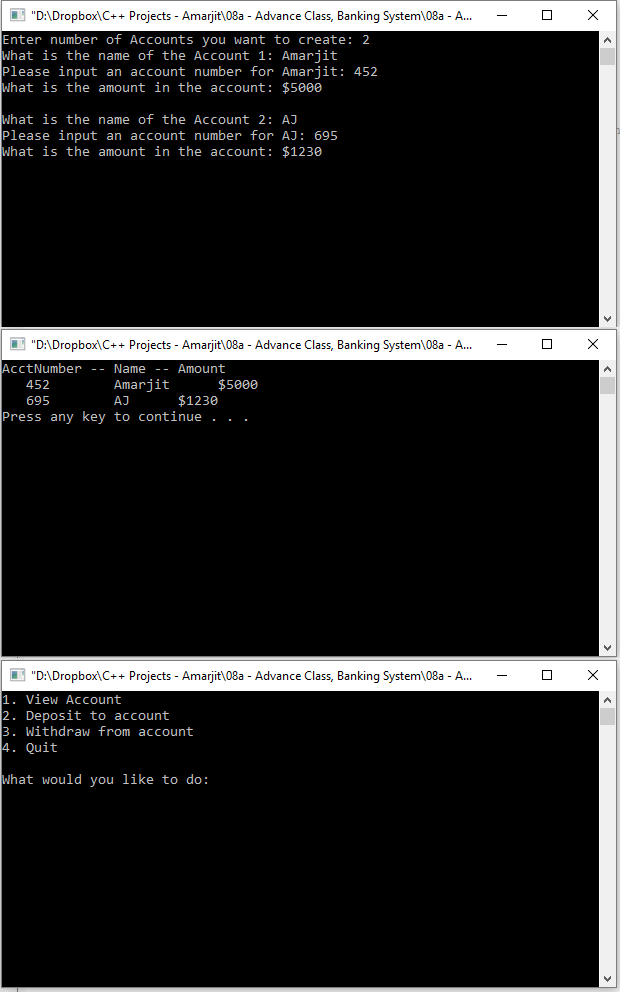 "D:\Dropbox\C++ Projects - Amarjit\08a - Advance Class, Banking System\08a - A...
Enter number of Accounts you want to create: 2
What is the name of the Account 1: Amarjit
Please input an account number for Amarjit: 452
What is the amount in the account: $5000
What is the name of the Account 2: AJ
Please input an account number for AJ: 695
What is the amount in the account: $1230
"D:\Dropbox\C++ Projects - Amarjit\08a - Advance Class, Banking System\08a - A...
AcctNumber -- Name -- Amount
452 Amarjit $5000
695 AJ $1230
Press any key to continue . . .
"D:\Dropbox\C++ Projects - Amarjit\08a - Advance Class, Banking System\08a - A...
1. View Account
2. Deposit to account
3. Withdraw from account
4. Quit
What would you like to do: